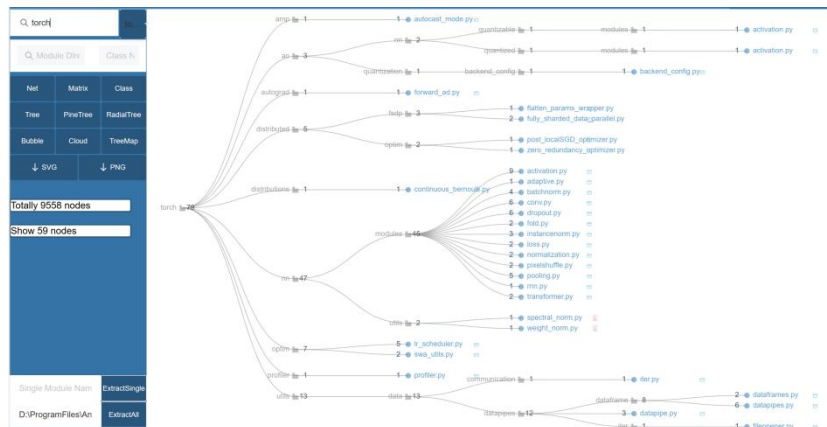 torch
to...
Module Dire
Class N
Net Matrix Class
Tree PineTree RadialTree
Bubble Cloud TreeMap
↓ SVG ↓ PNG
Totally 9558 nodes
Show 59 nodes
Single Module Nam ExtractSingle
D:\ProgramFiles\An ExtractAll
torch 79
amp 1
1 autocast_mode.py
ao 3
nn 2
quantizable 1
modules 1
1 activation.py
quantized 1
modules 1
1 activation.py
quantization 1
backend_config 1
1 backend_config.py
autograd 1
1 forward_ad.py
distributed 5
fsdp 3
1 flatten_params_wrapper.py
2 fully_sharded_data_parallel.py
optim 2
1 post_localSGD_optimizer.py
1 zero_redundancy_optimizer.py
distributions 1
1 continuous_bernoulli.py
nn 47
modules 45
9 activation.py
1 adaptive.py
4 batchnorm.py
6 conv.py
6 dropout.py
2 fold.py
3 instancenorm.py
2 loss.py
2 normalization.py
2 pixelshuffle.py
5 pooling.py
1 rnn.py
2 transformer.py
utils 2
1 spectral_norm.py
1 weight_norm.py
optim 7
5 lr_scheduler.py
2 swa_utils.py
profiler 1
1 profiler.py
utils 13
data 13
communication 1
1 iter.py
datapipes 12
dataframe 8
2 dataframes.py
6 datapipes.py
3 datapipe.py
iter 1
1 fileopener.py